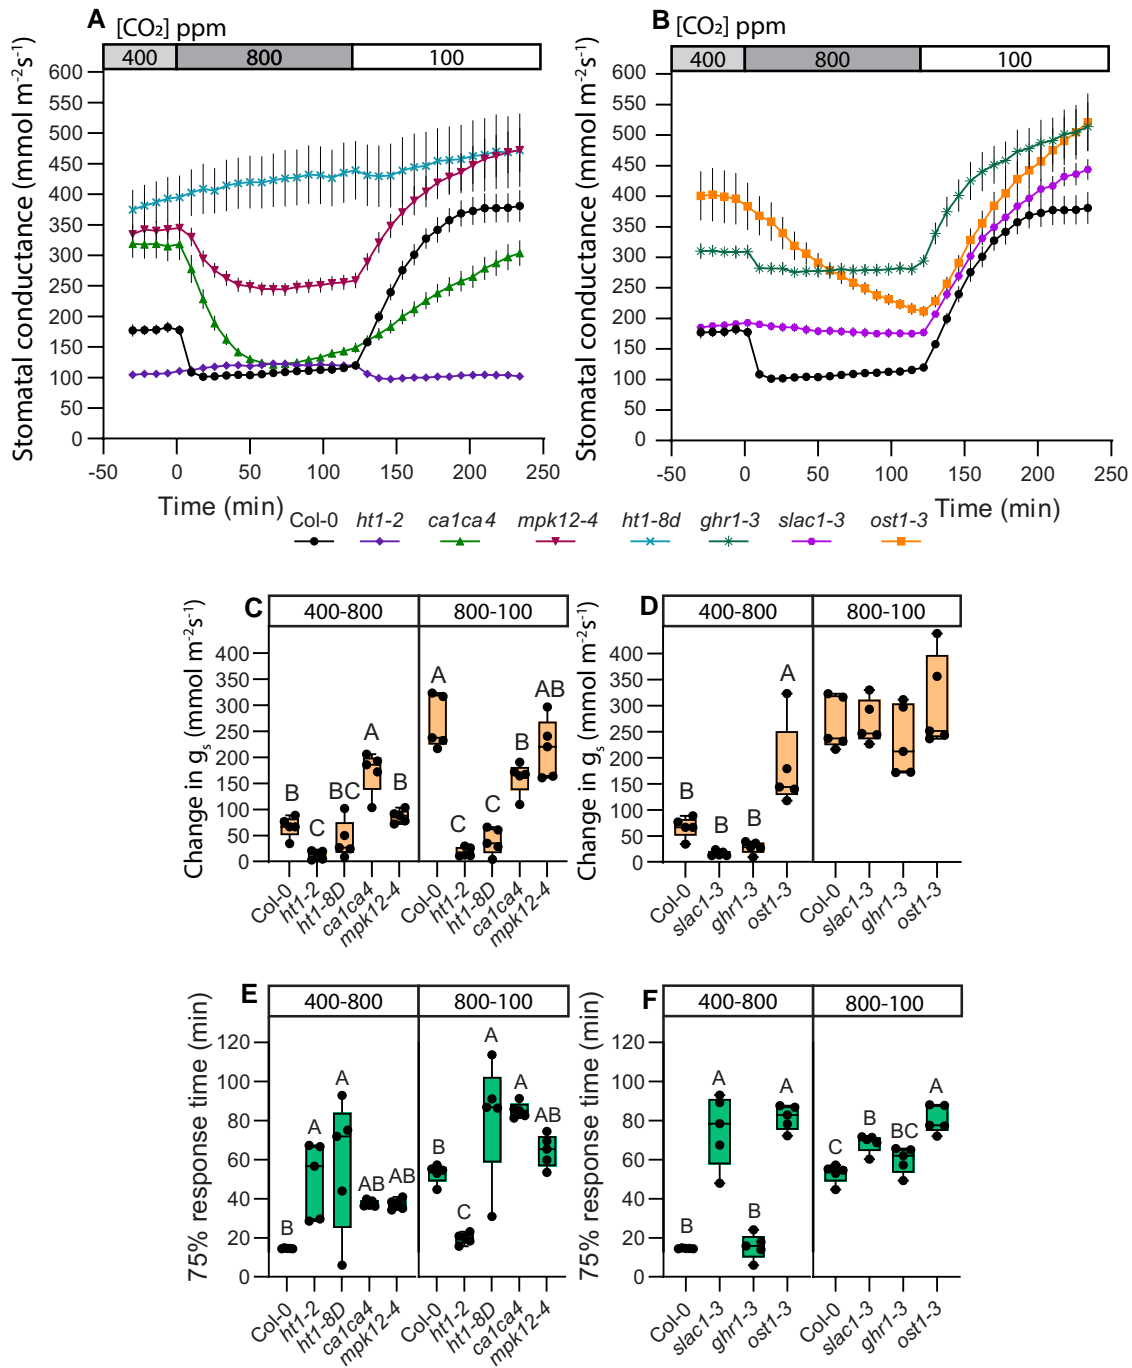 A [CO₂] ppm
400 800 100
Stomatal conductance (mmol m⁻²s⁻¹)
600
550
500
450
400
350
300
250
200
150
100
50
0
-50 0 50 100 150 200 250
Time (min)
B [CO₂] ppm
400 800 100
Stomatal conductance (mmol m⁻²s⁻¹)
600
550
500
450
400
350
300
250
200
150
100
50
0
-50 0 50 100 150 200 250
Time (min)
Col-0 ht1-2 ca1ca4 mpk12-4 ht1-8d ghr1-3 slac1-3 ost1-3
C 400-800 800-100
Change in gₛ (mmol m⁻²s⁻¹)
400
350
300
250
200
150
100
50
0
B C BC A B
A C C B AB
Col-0 ht1-2 ht1-8D ca1ca4 mpk12-4
Col-0 ht1-2 ht1-8D ca1ca4 mpk12-4
D 400-800 800-100
Change in gₛ (mmol m⁻²s⁻¹)
400
350
300
250
200
150
100
50
0
B B B A
Col-0 slac1-3 ghr1-3 ost1-3
Col-0 slac1-3 ghr1-3 ost1-3
E 400-800 800-100
75% response time (min)
120
100
80
60
40
20
0
B A A AB AB
B C A A AB
Col-0 ht1-2 ht1-8D ca1ca4 mpk12-4
Col-0 ht1-2 ht1-8D ca1ca4 mpk12-4
F 400-800 800-100
75% response time (min)
120
100
80
60
40
20
0
B A B A
C B BC A
Col-0 slac1-3 ghr1-3 ost1-3
Col-0 slac1-3 ghr1-3 ost1-3